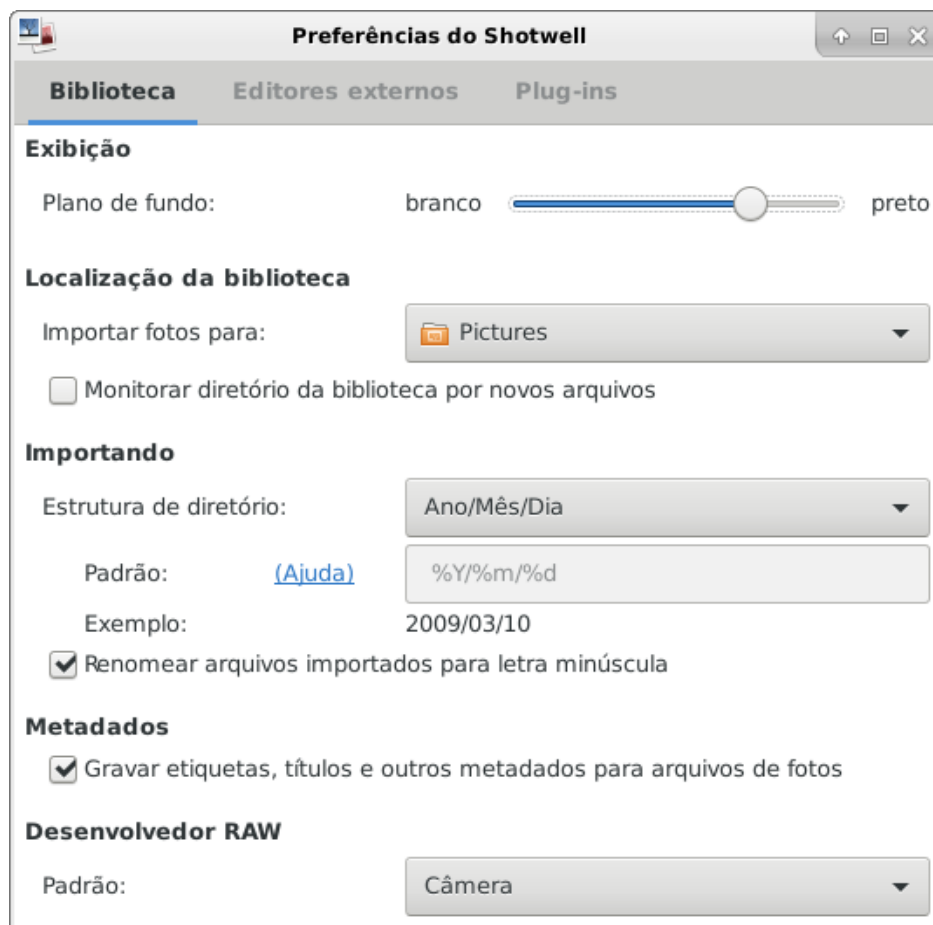 Preferências do Shotwell
Biblioteca Editores externos Plug-ins
Exibição
Plano de fundo: branco preto
Localização da biblioteca
Importar fotos para: Pictures
Monitorar diretório da biblioteca por novos arquivos
Importando
Estrutura de diretório: Ano/Mês/Dia
Padrão: (Ajuda) %Y/%m/%d
Exemplo: 2009/03/10
Renomear arquivos importados para letra minúscula
Metadados
Gravar etiquetas, títulos e outros metadados para arquivos de fotos
Desenvolvedor RAW
Padrão: Câmera